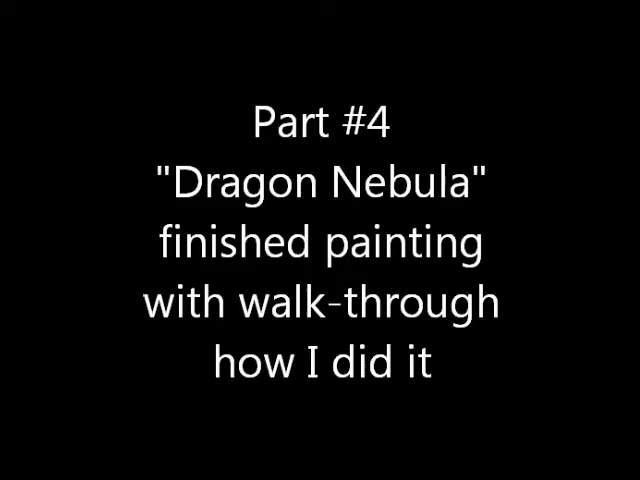 Part #4
"Dragon Nebula"
finished painting
with walk-through
how I did it